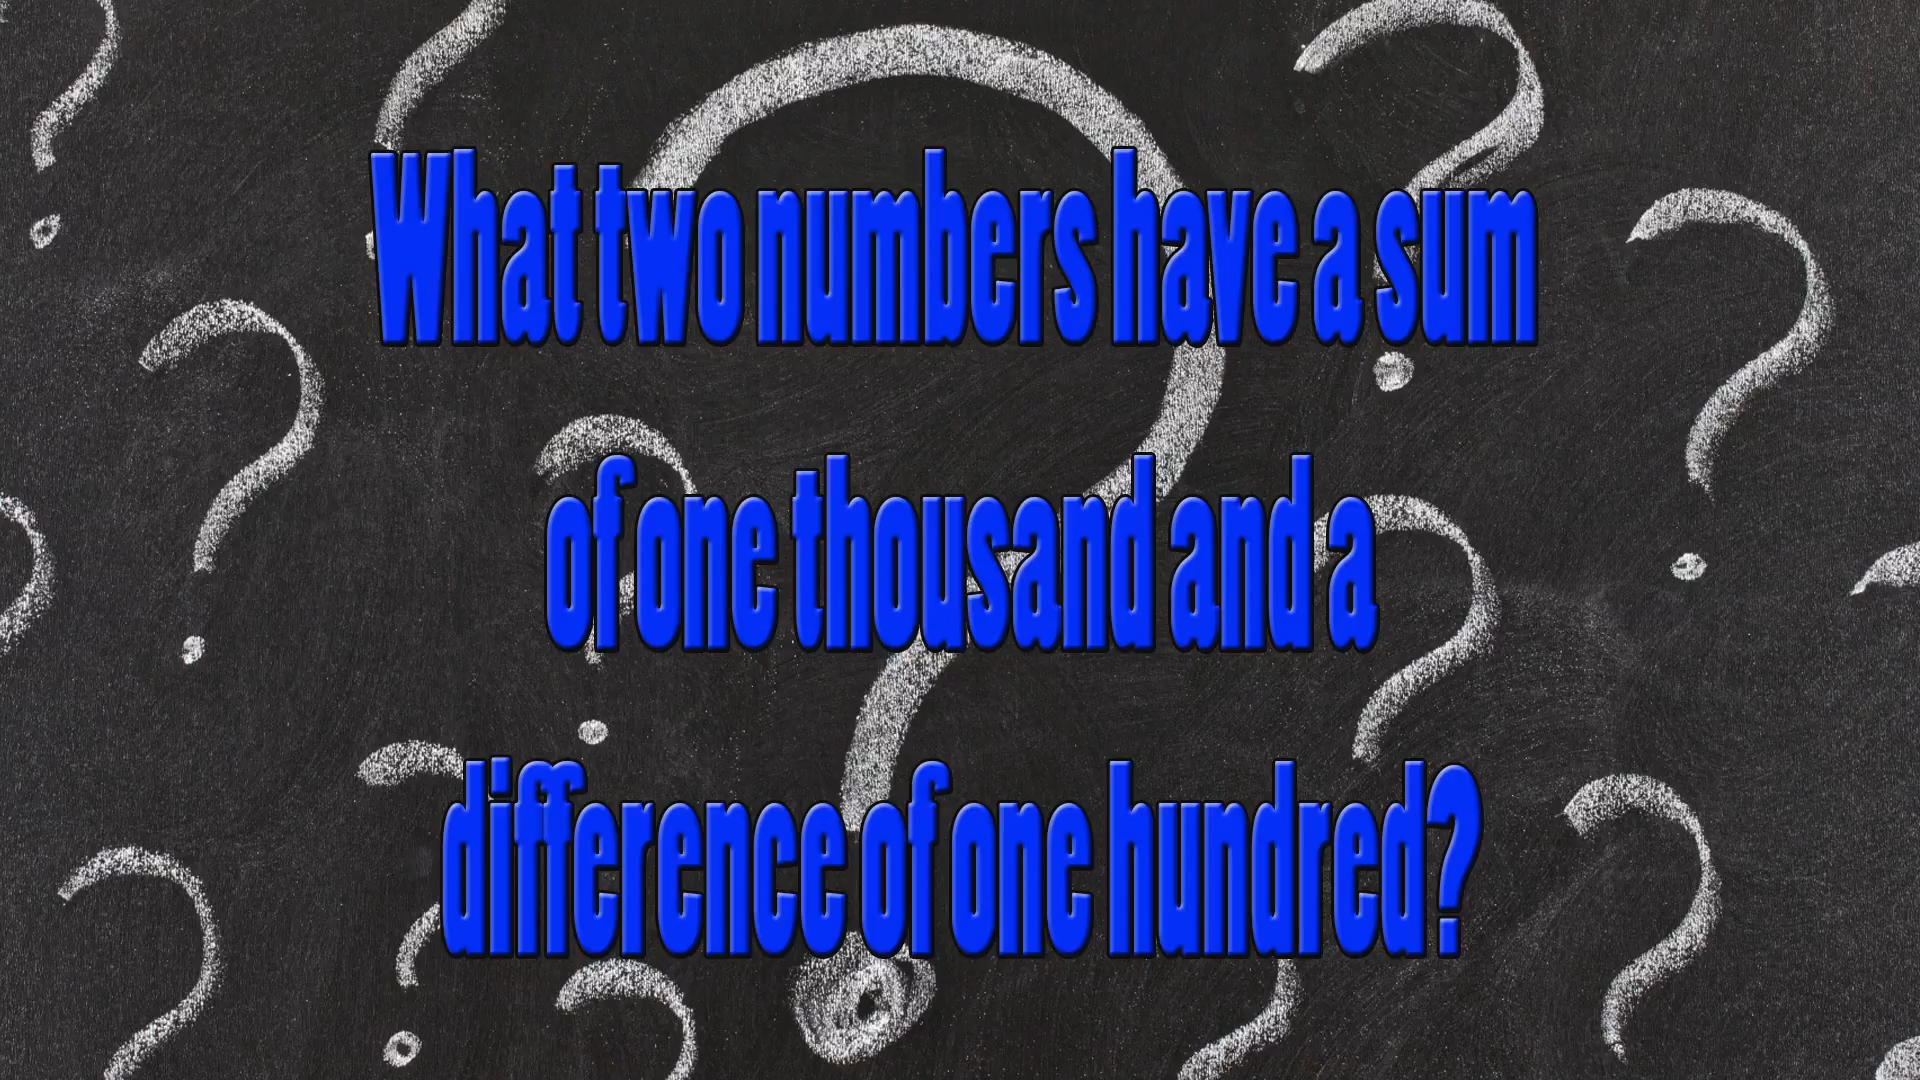 What two numbers have a sum
of one thousand and a
difference of one hundred?